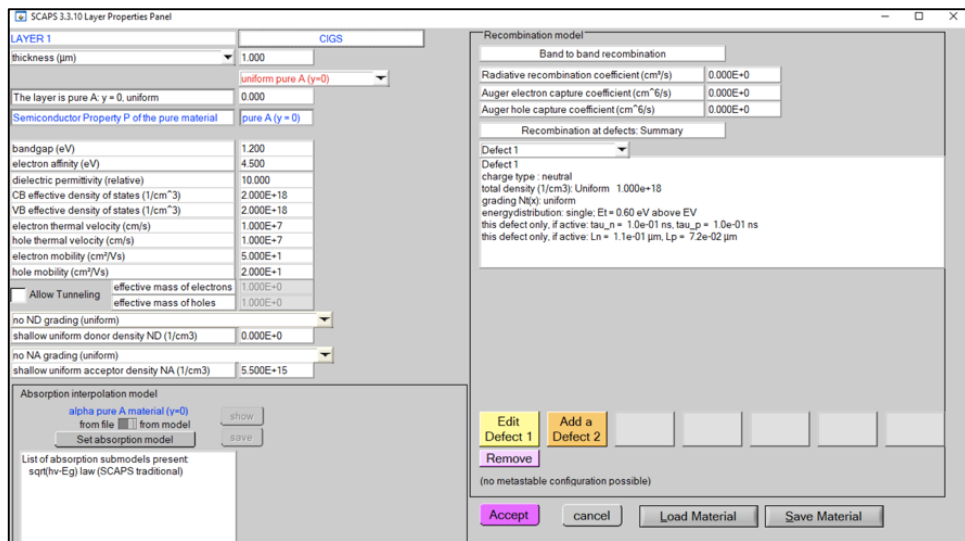 SCAPS 3.3.10 Layer Properties Panel
LAYER 1
CIGS
thickness (µm)
1.000
uniform pure A (y=0)
The layer is pure A: y = 0, uniform
0.000
Semiconductor Property P of the pure material
pure A (y = 0)
bandgap (eV)
1.200
electron affinity (eV)
4.500
dielectric permittivity (relative)
10.000
CB effective density of states (1/cm^3)
2.000E+18
VB effective density of states (1/cm^3)
2.000E+18
electron thermal velocity (cm/s)
1.000E+7
hole thermal velocity (cm/s)
1.000E+7
electron mobility (cm²/Vs)
5.000E+1
hole mobility (cm²/Vs)
2.000E+1
Allow Tunneling
effective mass of electrons
1.000E+0
effective mass of holes
1.000E+0
no ND grading (uniform)
shallow uniform donor density ND (1/cm3)
0.000E+0
no NA grading (uniform)
shallow uniform acceptor density NA (1/cm3)
5.500E+15
Absorption interpolation model
alpha pure A material (y=0)
from file
from model
show
Set absorption model
save
List of absorption submodels present:
sqrt(hv-Eg) law (SCAPS traditional)
Recombination model
Band to band recombination
Radiative recombination coefficient (cm³/s)
0.000E+0
Auger electron capture coefficient (cm^6/s)
0.000E+0
Auger hole capture coefficient (cm^6/s)
0.000E+0
Recombination at defects: Summary
Defect 1
Defect 1
charge type : neutral
total density (1/cm3): Uniform 1.000e+18
grading Nt(x): uniform
energydistribution: single; Et = 0.60 eV above EV
this defect only, if active: tau_n = 1.0e-01 ns, tau_p = 1.0e-01 ns
this defect only, if active: Ln = 1.1e-01 µm, Lp = 7.2e-02 µm
Edit
Defect 1
Add a
Defect 2
Remove
(no metastable configuration possible)
Accept
cancel
Load Material
Save Material